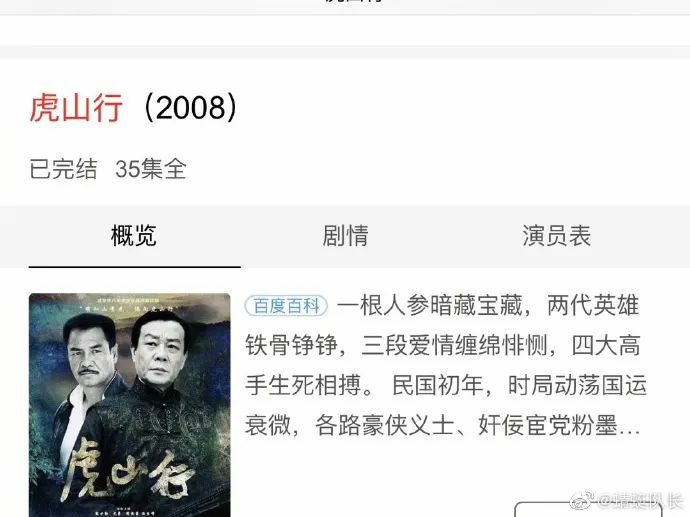 虎山行（2008）
已完结 35集全
概览 剧情 演员表
百度百科 一根人参暗藏宝藏，两代英雄
铁骨铮铮，三段爱情缠绵悱恻，四大高
手生死相搏。 民国初年，时局动荡国运
衰微，各路豪侠义士、奸佞宦党粉墨...
虎山行
@蜻蜓队长